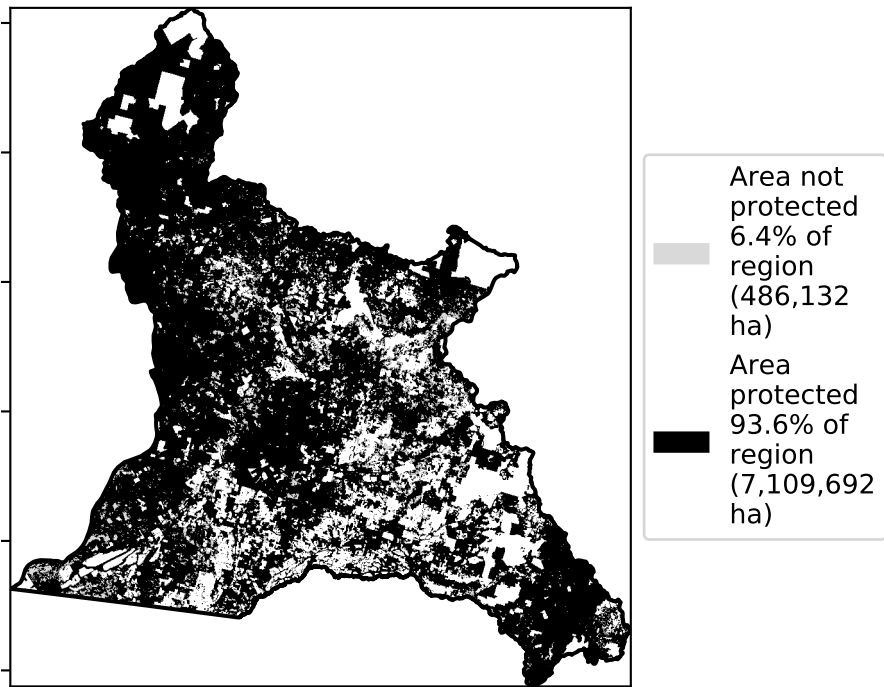 Area not
protected
6.4% of
region
(486,132
ha)
Area
protected
93.6% of
region
(7,109,692
ha)